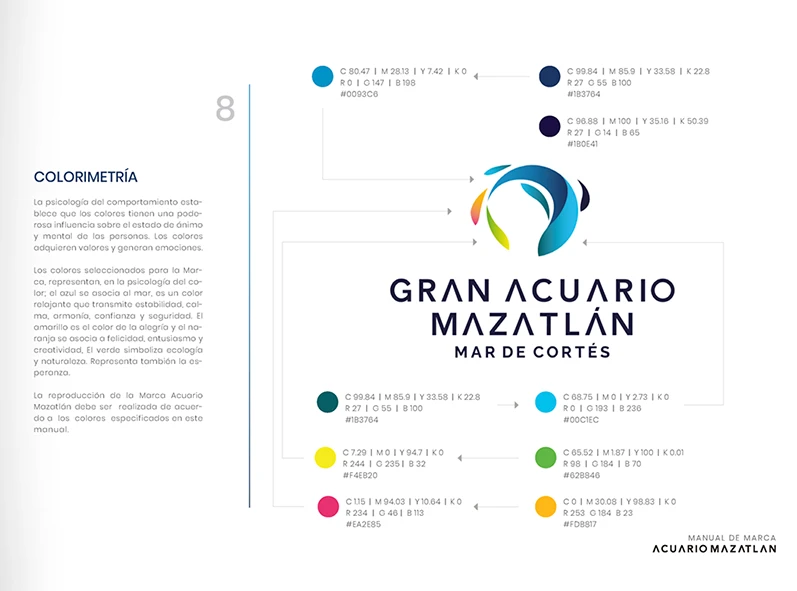 8
COLORIMETRÍA
La psicología del comportamiento esta-
blece que los colores tienen una pode-
rosa influencia sobre el estado de ánimo
y mental de las personas. Los colores
adquieren valores y generan emociones.
Los colores seleccionados para la Mar-
ca, representan, en la psicología del co-
lor; el azul se asocia al mar, es un color
relajante que transmite estabilidad, cal-
ma, armonía, confianza y seguridad. El
amarillo es el color de la alegría y el na-
ranja se asocia a felicidad, entusiasmo y
creatividad, El verde simboliza ecología
y naturaleza. Representa también la es-
peranza.
La reproducción de la Marca Acuario
Mazatlán debe ser realizada de acuer-
do a los colores especificados en este
manual.
C 80.47 | M 28.13 | Y 7.42 | K 0
R 0 | G 147 | B 198
#0093C6
C 99.84 | M 85.9 | Y 33.58 | K 22.8
R 27 G 55 B 100
#1B3764
C 96.88 | M 100 | Y 35.16 | K 50.39
R 27 | G 14 | B 65
#1B0E41
GRAN ACUARIO
MAZATLÁN
MAR DE CORTÉS
C 99.84 | M 85.9 | Y 33.58 | K 22.8
R 27 | G 55 | B 100
#1B3764
C 68.75 | M 0 | Y 2.73 | K 0
R 0 | G 193 | B 236
#00C1EC
C 7.29 | M 0 | Y 94.7 | K 0
R 244 | G 235 | B 32
#F4EB20
C 65.52 | M 1.87 | Y 100 | K 0.01
R 98 | G 184 | B 70
#62B846
C 1.15 | M 94.03 | Y 10.64 | K 0
R 234 | G 46 | B 113
#EA2E85
C 0 | M 30.08 | Y 98.83 | K 0
R 253 G 184 B 23
#FDB817
MANUAL DE MARCA
ACUARIO MAZATLAN